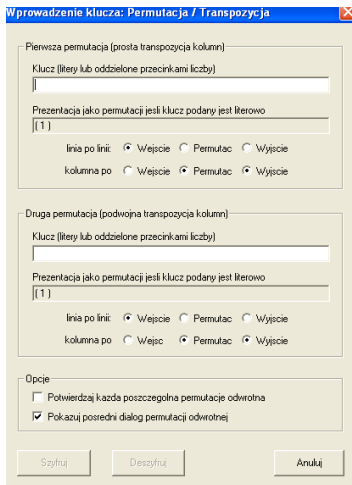 Wprowadzenie klucza: Permutacja / Transpozycja
Pierwsza permutacja (prosta transpozycja kolumn)
Klucz (litery lub oddzielone przecinkami liczby)
Prezentacja jako permutacji jesli klucz podany jest literowo
( 1 )
linia po linii: Wejscie Permutac Wyjscie
kolumna po Wejscie Permutac Wyjscie
Druga permutacja (podwojna transpozycja kolumn)
Klucz (litery lub oddzielone przecinkami liczby)
Prezentacja jako permutacji jesli klucz podany jest literowo
( 1 )
linia po linii: Wejscie Permutac Wyjscie
kolumna po Wejsc Permutac Wyjscie
Opcje
Potwierdzaj kazda poszczegolna permutacje odwrotna
Pokazuj posredni dialog permutacji odwrotnej
Szyfruj Deszyfruj Anuluj